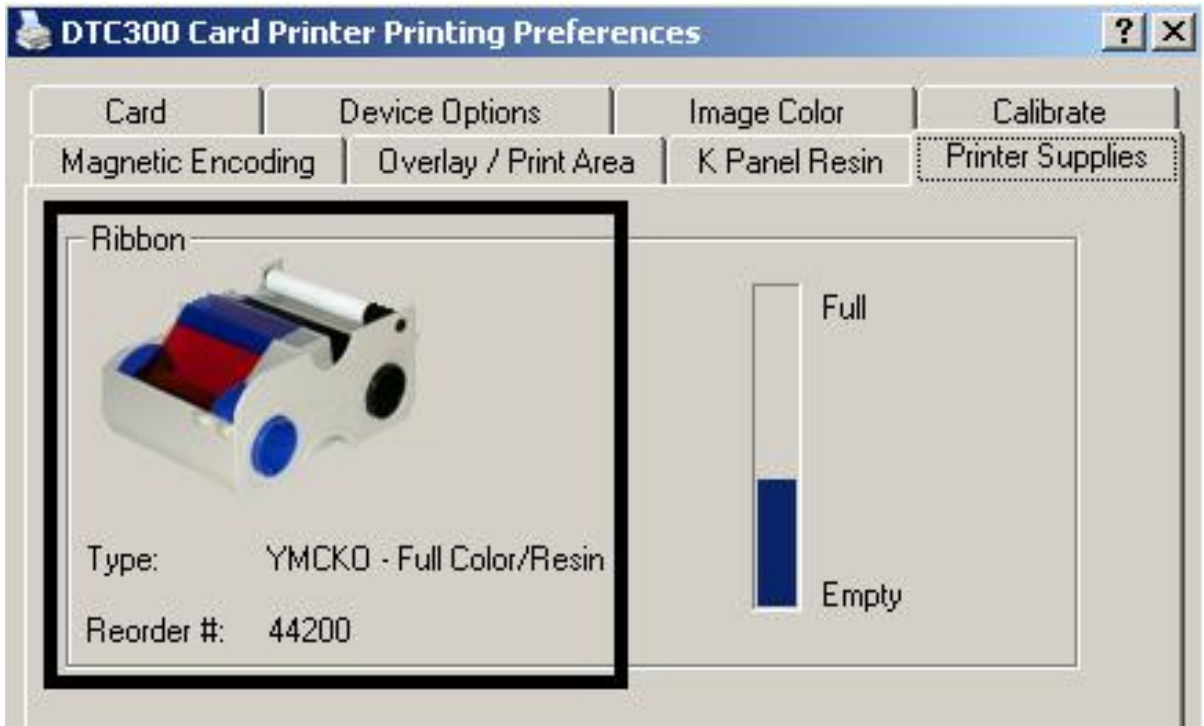 DTC300 Card Printer Printing Preferences
Card Device Options Image Color Calibrate
Magnetic Encoding Overlay / Print Area K Panel Resin Printer Supplies
Ribbon
Full
Empty
Type: YMCKO - Full Color/Resin
Reorder #: 44200